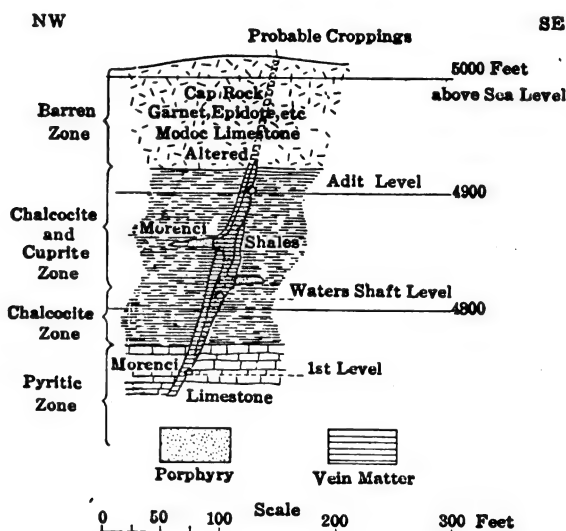 NW
SE
Probable Croppings
5000 Feet
above Sea Level
Cap Rock
Garnet, Epidote, etc
Modoc Limestone
Altered
Barren
Zone
Adit Level
4900
Morenci
Shales
Chalcocite
and
Cuprite
Zone
Waters Shaft Level
4800
Chalcocite
Zone
Morenci
1st Level
Limestone
Pyritic
Zone
Porphyry
Vein Matter
Scale
0 50 100 200 300 Feet